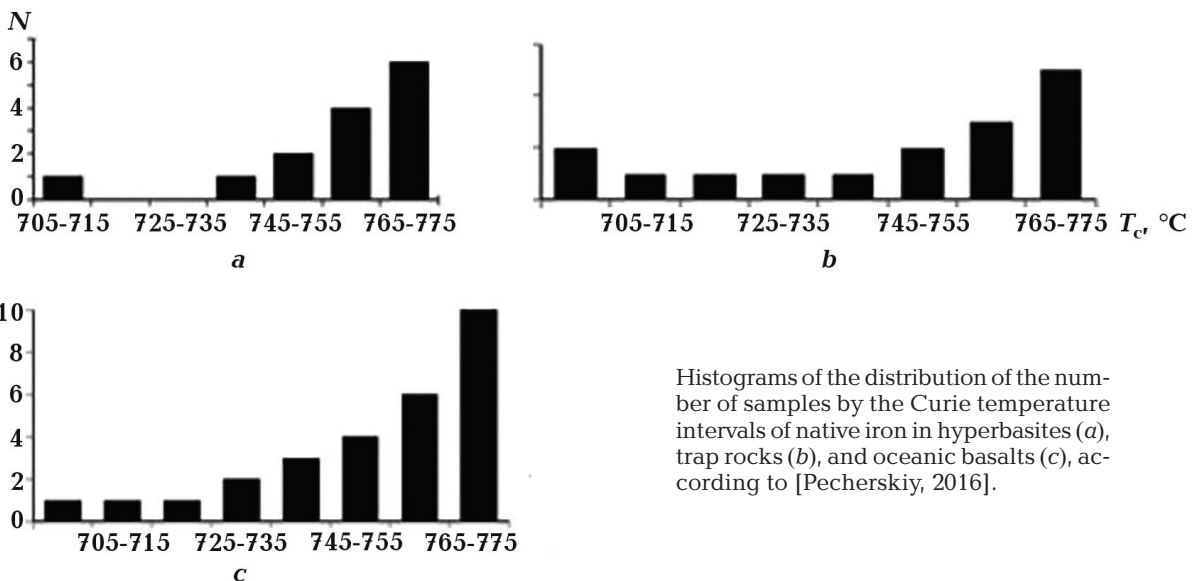 N
6
4
2
0
705-715 725-735 745-755 765-775
a
705-715 725-735 745-755 765-775 Tc, °C
b
10
8
6
4
2
0
705-715 725-735 745-755 765-775
c
Histograms of the distribution of the num-
ber of samples by the Curie temperature
intervals of native iron in hyperbasites (a),
trap rocks (b), and oceanic basalts (c), ac-
cording to [Pecherskiy, 2016].